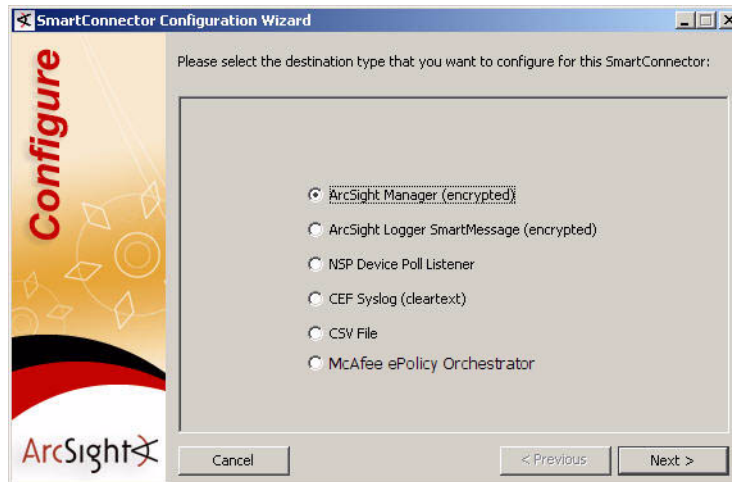 SmartConnector Configuration Wizard
Configure
Please select the destination type that you want to configure for this SmartConnector:
ArcSight Manager (encrypted)
ArcSight Logger SmartMessage (encrypted)
NSP Device Poll Listener
CEF Syslog (cleartext)
CSV File
McAfee ePolicy Orchestrator
ArcSight
Cancel
< Previous
Next >